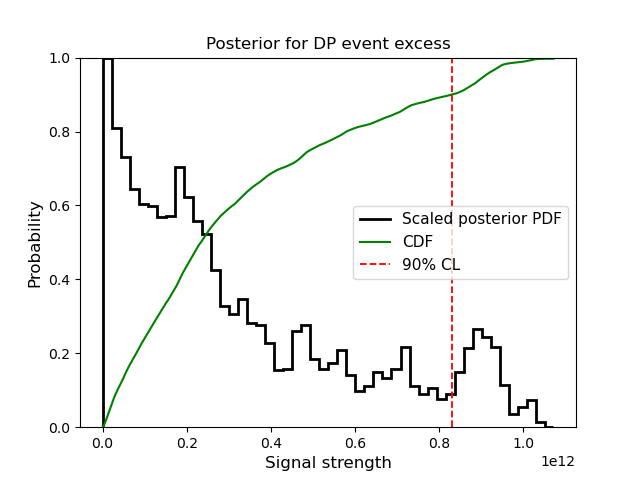 Posterior for DP event excess
Probability
1.0
0.8
0.6
0.4
0.2
0.0
Scaled posterior PDF
CDF
90% CL
0.0 0.2 0.4 0.6 0.8 1.0
1e12
Signal strength